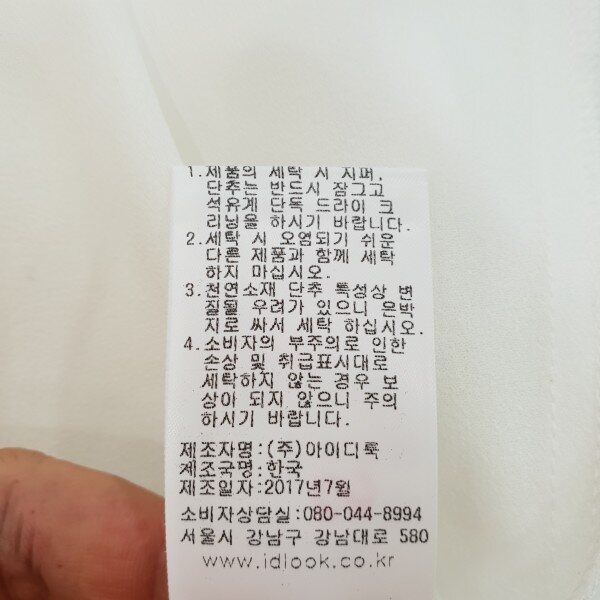 1.제품의 세탁 시 지퍼,
단추는 반드시 잠그고
석유계 단독 드라이 크
리닝을 하시기 바랍니다.
2.세탁 시 오염되기 쉬운
다른 제품과 함께 세탁
하지 마십시오.
3.천연소재 단추 특성상 변
질될 우려가 있으니 은박
지로 싸서 세탁 하십시오.
4.소비자의 부주의로 인한
손상 및 취급표시대로
세탁하지 않는 경우 보
상이 되지 않으니 주의
하시기 바랍니다.
제조자명:(주)아이디룩
제조국명:한국
제조일자:2017년7월
소비자상담실:080-044-8994
서울시 강남구 강남대로 580
www.idlook.co.kr